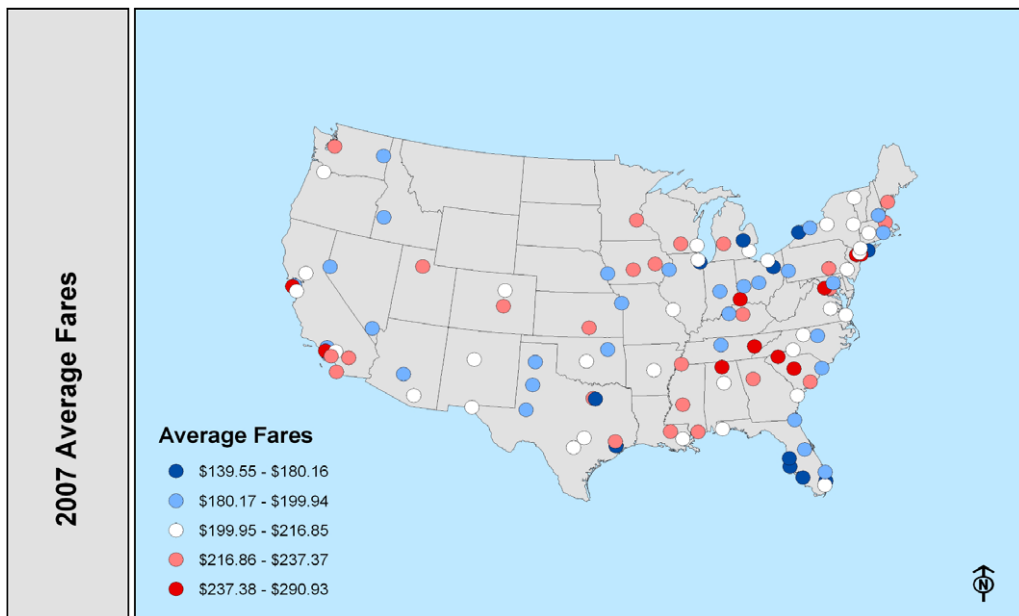 2007 Average Fares
Average Fares
$139.55 - $180.16
$180.17 - $199.94
$199.95 - $216.85
$216.86 - $237.37
$237.38 - $290.93
N